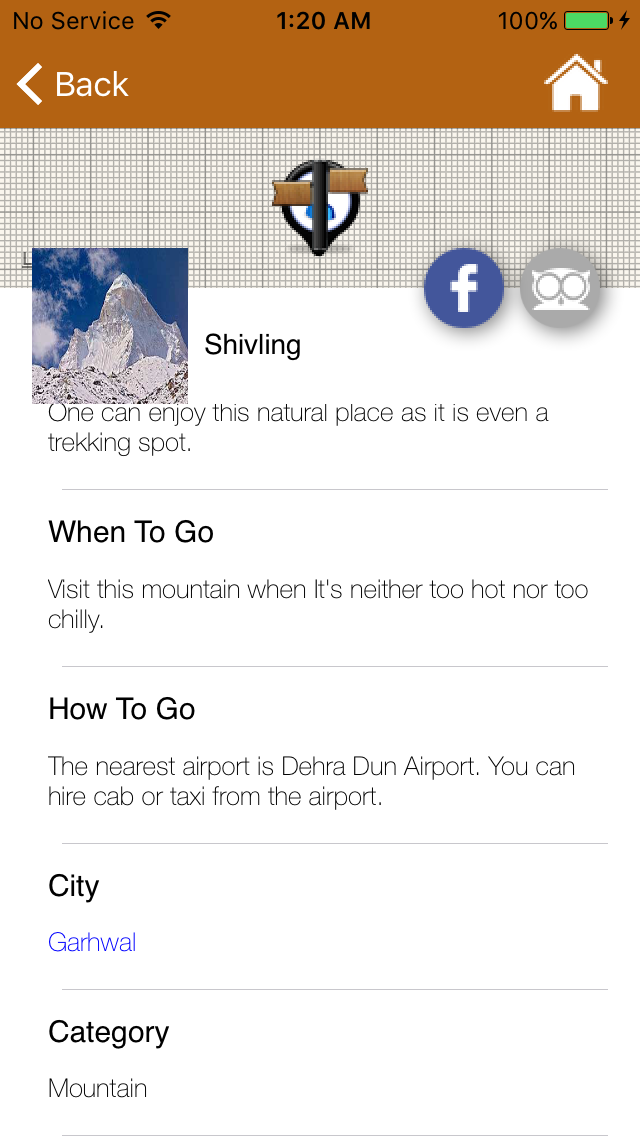 No Service 1:20 AM 100%
Back
Shivling
One can enjoy this natural place as it is even a
trekking spot.
When To Go
Visit this mountain when It's neither too hot nor too
chilly.
How To Go
The nearest airport is Dehra Dun Airport. You can
hire cab or taxi from the airport.
City
Garhwal
Category
Mountain